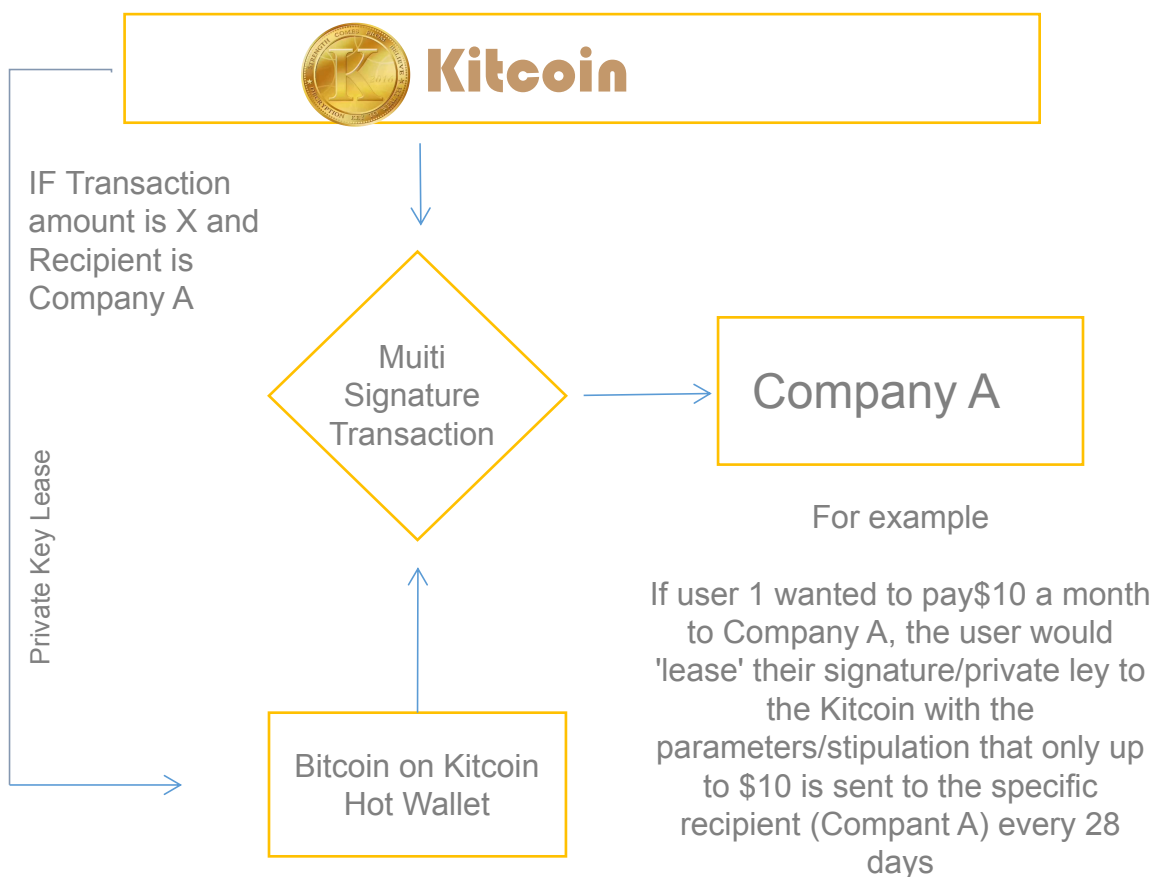 Kitcoin
IF Transaction
amount is X and
Recipient is
Company A
Muiti
Signature
Transaction
Company A
Private Key Lease
For example
If user 1 wanted to pay$10 a month
to Company A, the user would
'lease' their signature/private ley to
the Kitcoin with the
parameters/stipulation that only up
to $10 is sent to the specific
recipient (Compant A) every 28
days
Bitcoin on Kitcoin
Hot Wallet